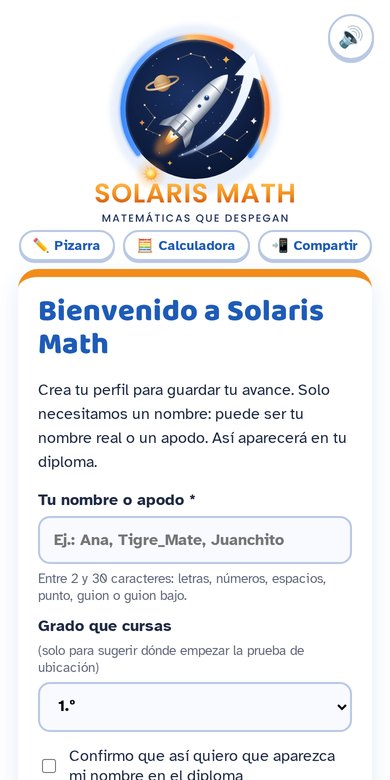 SOLARIS MATH
MATEMÁTICAS QUE DESPEGAN
Pizarra
Calculadora
Compartir
Bienvenido a Solaris
Math
Crea tu perfil para guardar tu avance. Solo
necesitamos un nombre: puede ser tu
nombre real o un apodo. Así aparecerá en tu
diploma.
Tu nombre o apodo *
Ej.: Ana, Tigre_Mate, Juanchito
Entre 2 y 30 caracteres: letras, números, espacios,
punto, guion o guion bajo.
Grado que cursas
(solo para sugerir dónde empezar la prueba de
ubicación)
1.º
Confirmo que así quiero que aparezca
mi nombre en el diploma